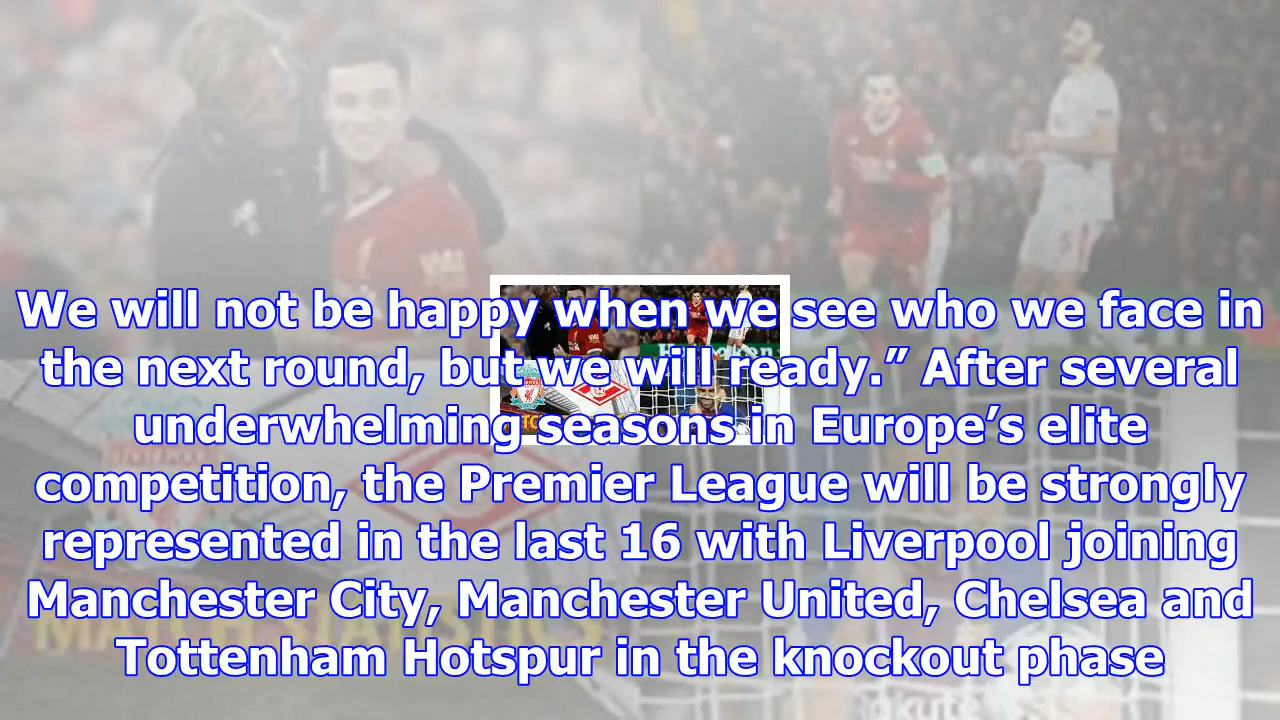 We will not be happy when we see who we face in
the next round, but we will ready.” After several
underwhelming seasons in Europe’s elite
competition, the Premier League will be strongly
represented in the last 16 with Liverpool joining
Manchester City, Manchester United, Chelsea and
Tottenham Hotspur in the knockout phase